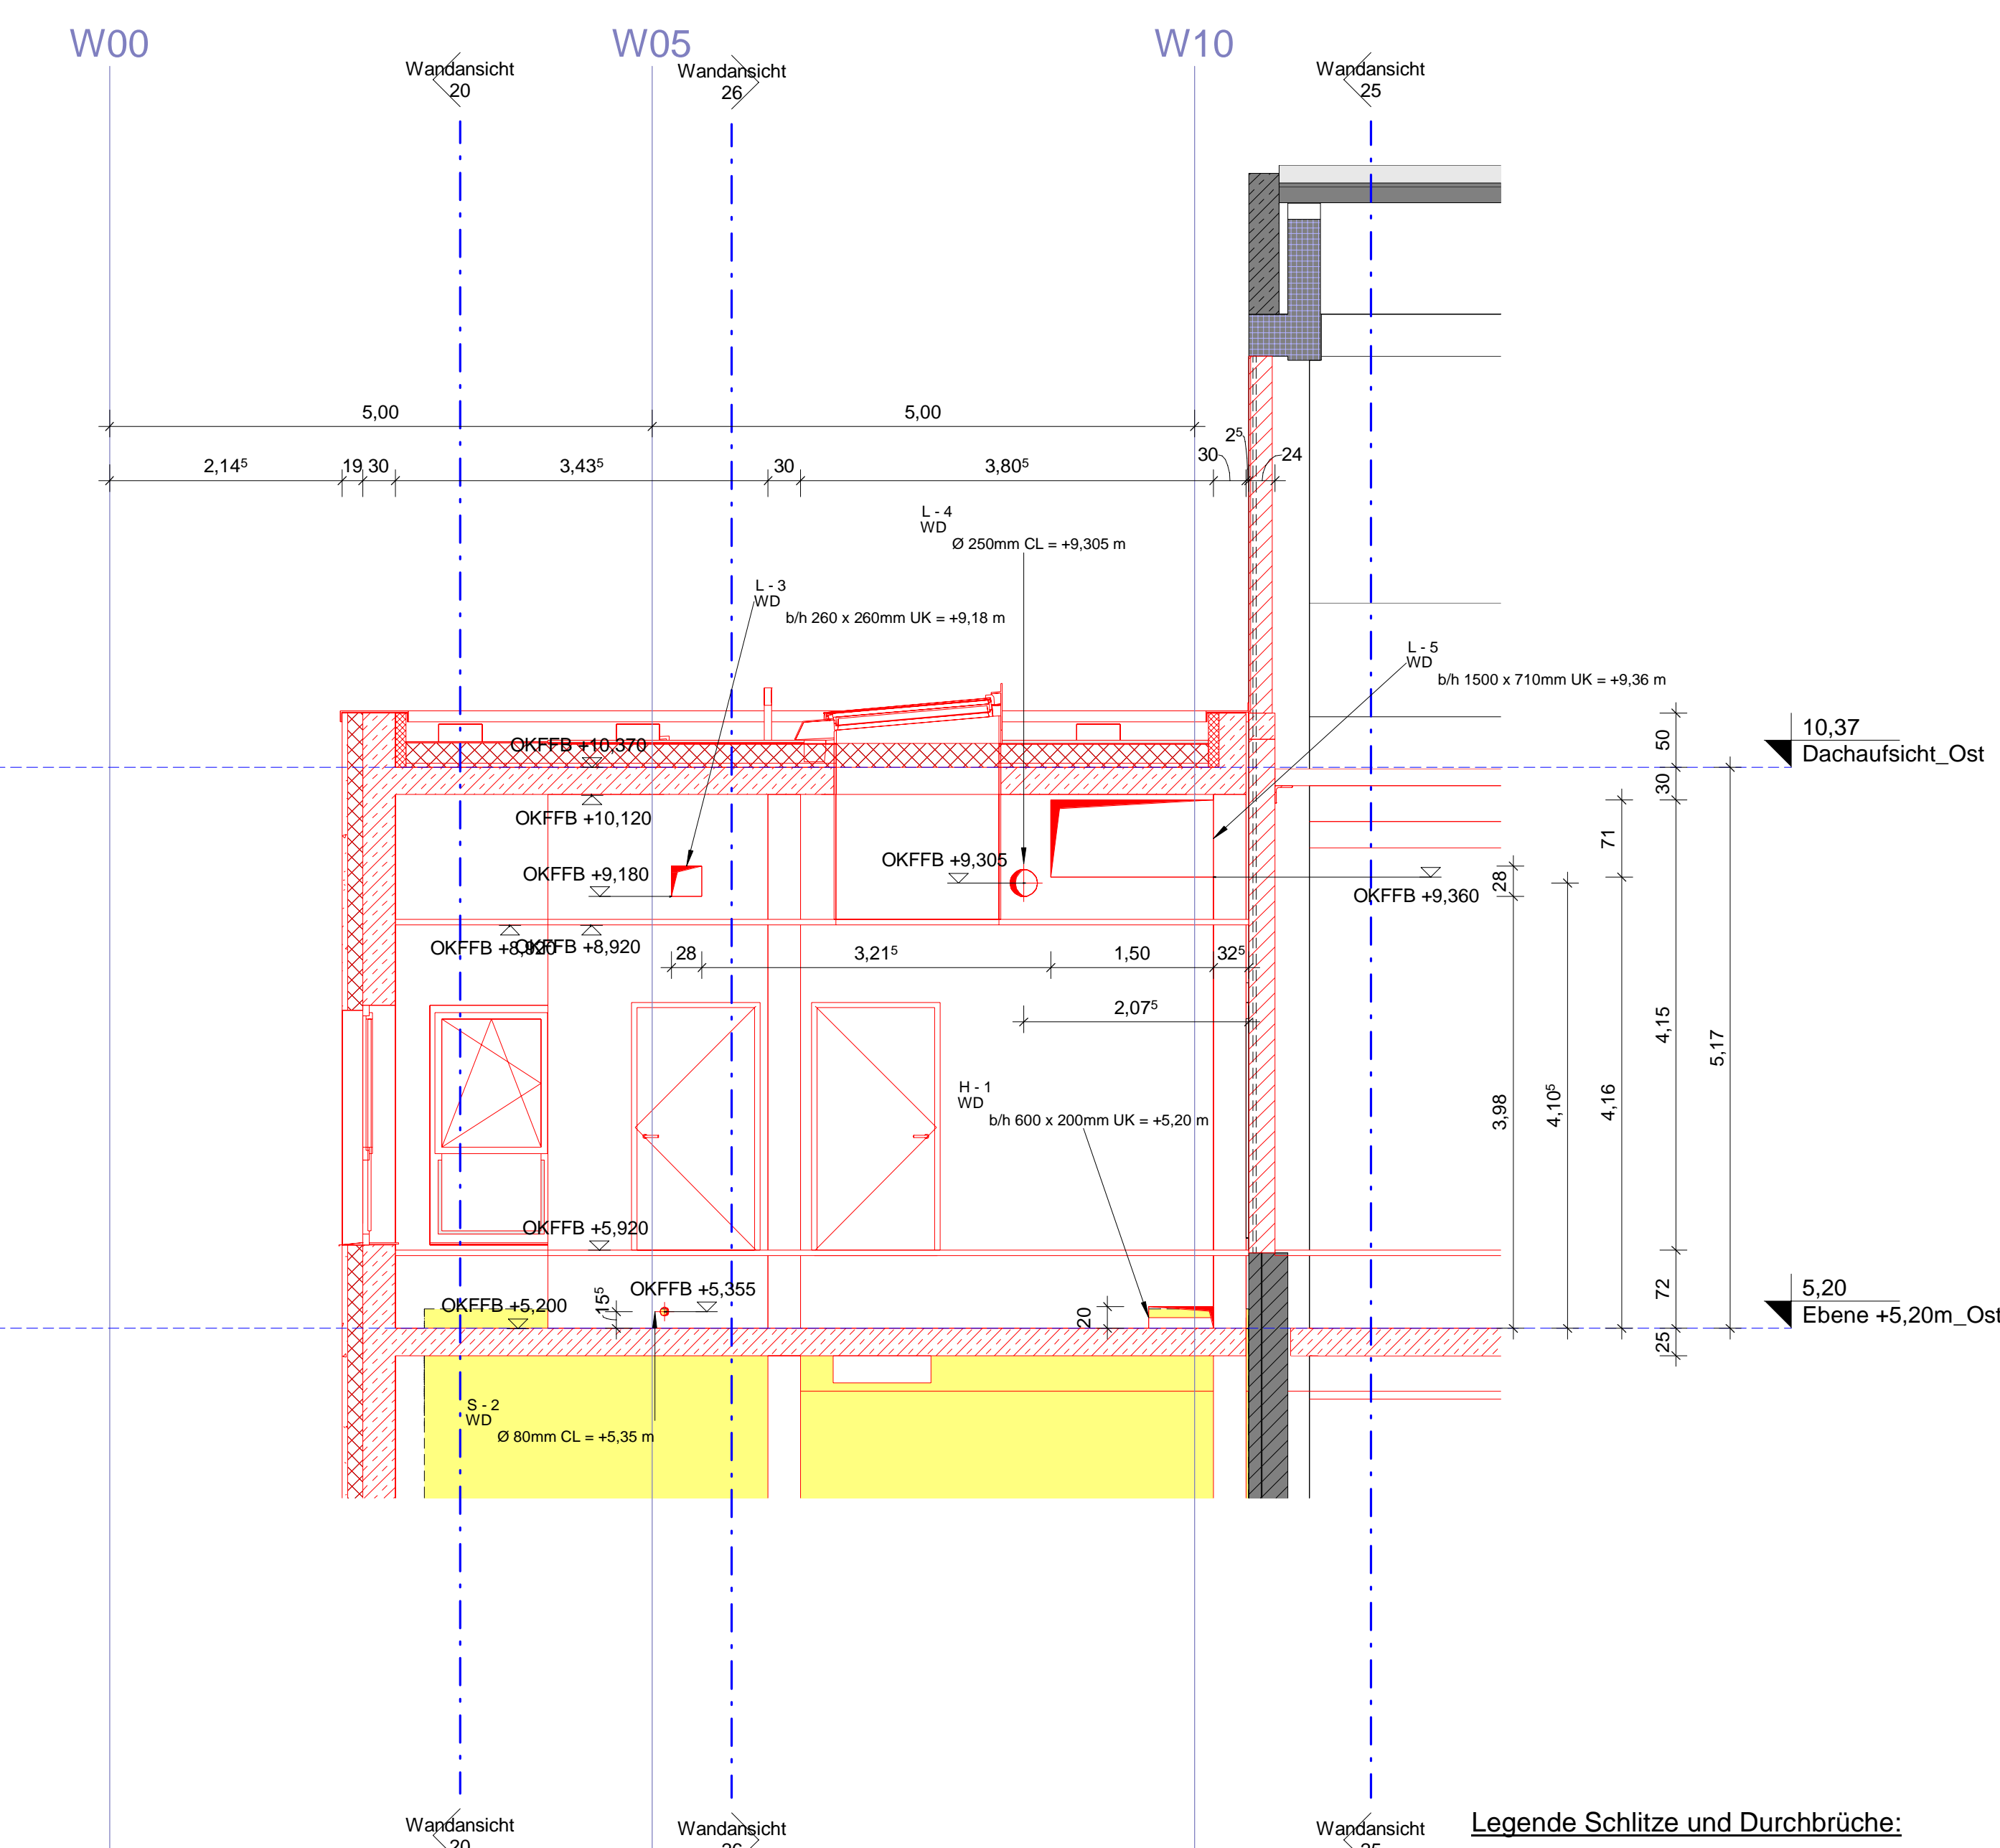 W00
W05
W10
Wandansicht
20
Wandansicht
26
Wandansicht
25
5,00
5,00
2,14⁵
19
30
3,43⁵
30
3,80⁵
30
2⁵
24
L - 4
WD
Ø 250mm CL = +9,305 m
L - 3
WD
b/h 260 x 260mm UK = +9,18 m
L - 5
WD
b/h 1500 x 710mm UK = +9,36 m
10,37
Dachaufsicht_Ost
50
30
OKFFB +10,370
OKFFB +10,120
OKFFB +9,180
OKFFB +9,305
OKFFB +9,360
71
28
OKFFB +8,920
OKFFB +8,920
28
3,21⁵
1,50
32⁵
2,07⁵
3,98
4,10⁵
4,16
4,15
5,17
H - 1
WD
b/h 600 x 200mm UK = +5,20 m
OKFFB +5,920
OKFFB +5,355
OKFFB +5,200
15⁵
20
72
25
5,20
Ebene +5,20m_Ost
S - 2
WD
Ø 80mm CL = +5,35 m
Wandansicht
20
Wandansicht
26
Wandansicht
25
Legende Schlitze und Durchbrüche: